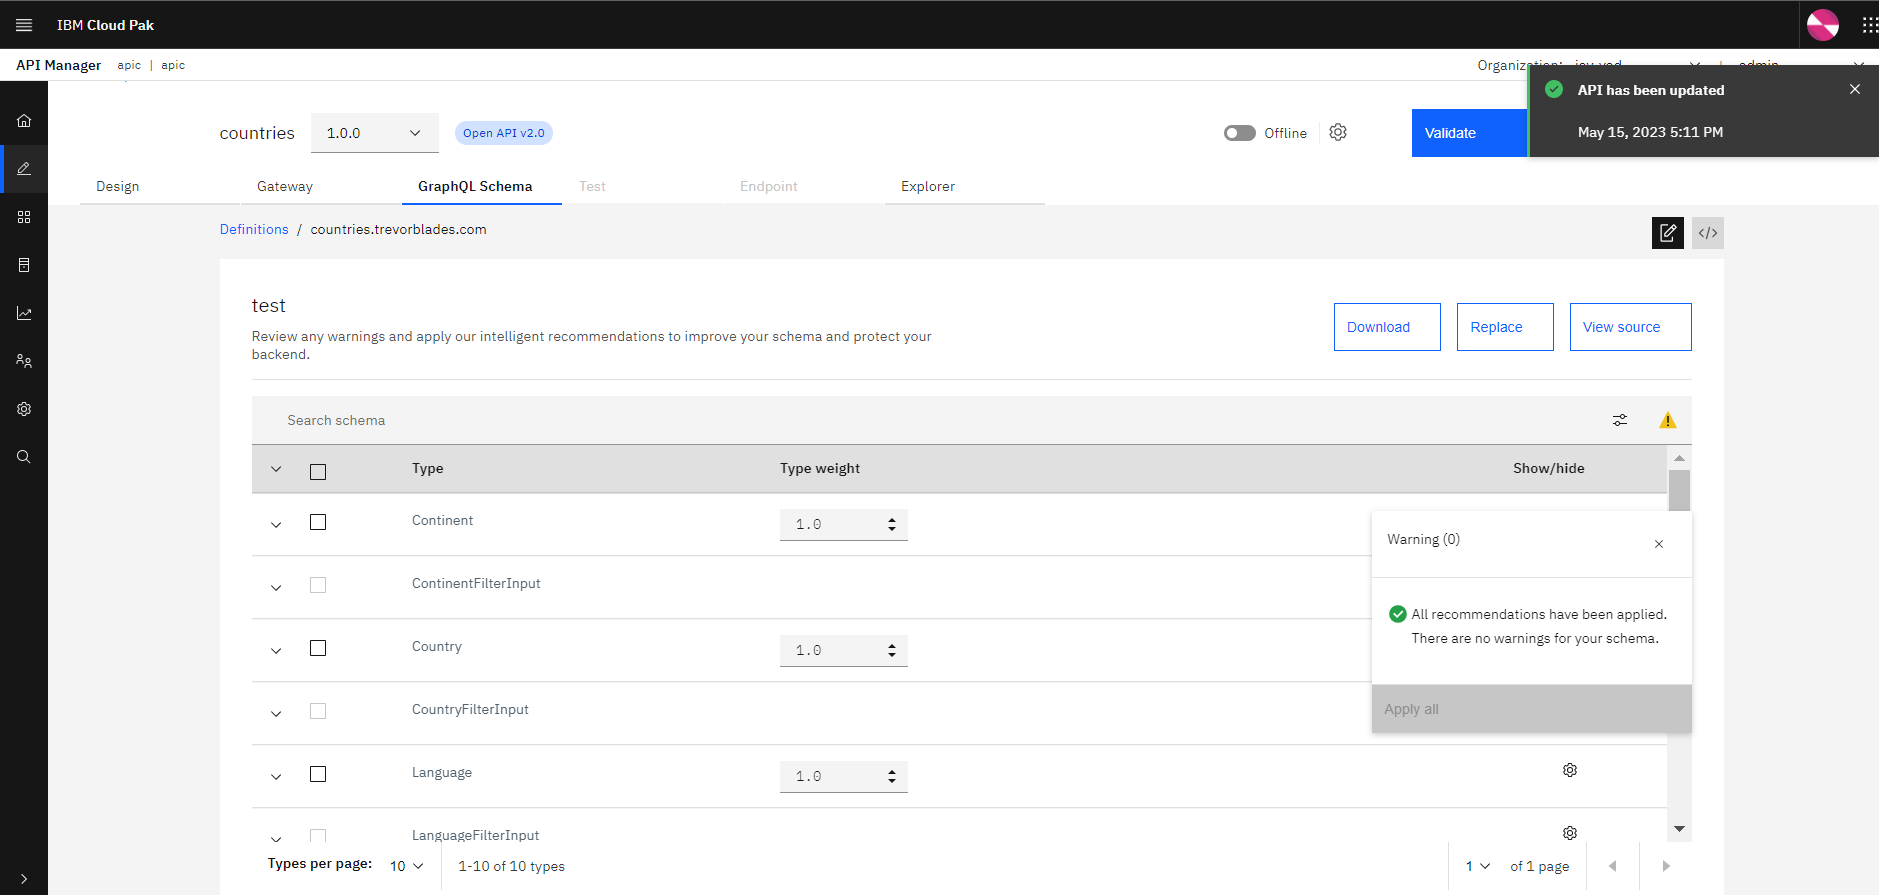 IBM Cloud Pak
API Manager apic | apic
Organization:
API has been updated
May 15, 2023 5:11 PM
countries 1.0.0 Open API v2.0 Offline Validate
Design Gateway GraphQL Schema Test Endpoint Explorer
Definitions / countries.trevorblades.com
</>
test
Review any warnings and apply our intelligent recommendations to improve your schema and protect your
backend.
Download Replace View source
Search schema
Type Type weight Show/hide
Continent 1.0
ContinentFilterInput
Country 1.0
CountryFilterInput
Language 1.0
LanguageFilterInput
Warning (0)
All recommendations have been applied.
There are no warnings for your schema.
Apply all
Types per page: 10 1-10 of 10 types 1 of 1 page